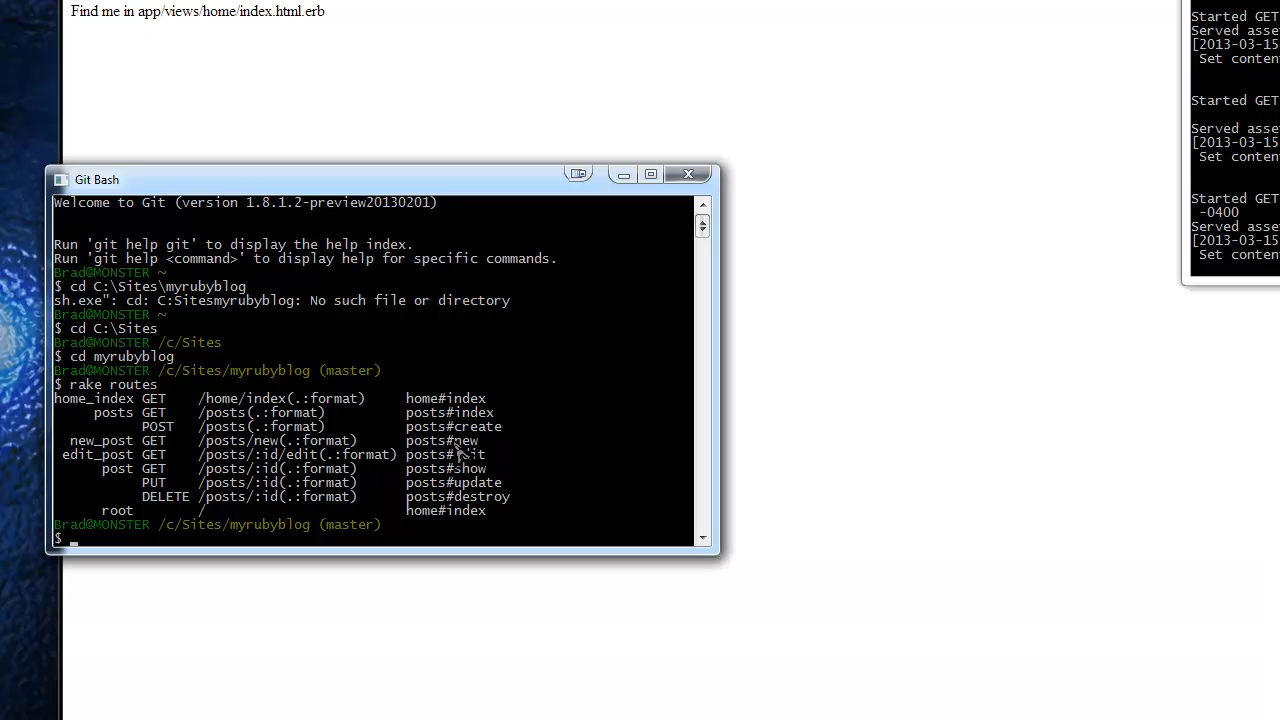 Find me in app/views/home/index.html.erb
Git Bash
Welcome to Git (version 1.8.1.2-preview20130201)
Run 'git help git' to display the help index.
Run 'git help <command>' to display help for specific commands.
Brad@MONSTER ~
$ cd C:\Sites\myrubyblog
sh.exe": cd: C:Sitesmyrubyblog: No such file or directory
Brad@MONSTER ~
$ cd C:\Sites
Brad@MONSTER /c/Sites
$ cd myrubyblog
Brad@MONSTER /c/Sites/myrubyblog (master)
$ rake routes
home_index GET /home/index(.:format) home#index
posts GET /posts(.:format) posts#index
POST /posts(.:format) posts#create
new_post GET /posts/new(.:format) posts#new
edit_post GET /posts/:id/edit(.:format) posts#edit
post GET /posts/:id(.:format) posts#show
PUT /posts/:id(.:format) posts#update
DELETE /posts/:id(.:format) posts#destroy
root / home#index
Brad@MONSTER /c/Sites/myrubyblog (master)
$
Started GET
Served asse
[2013-03-15
Set conten
Started GET
Served asse
[2013-03-15
Set conten
Started GET
-0400
Served asse
[2013-03-15
Set conten